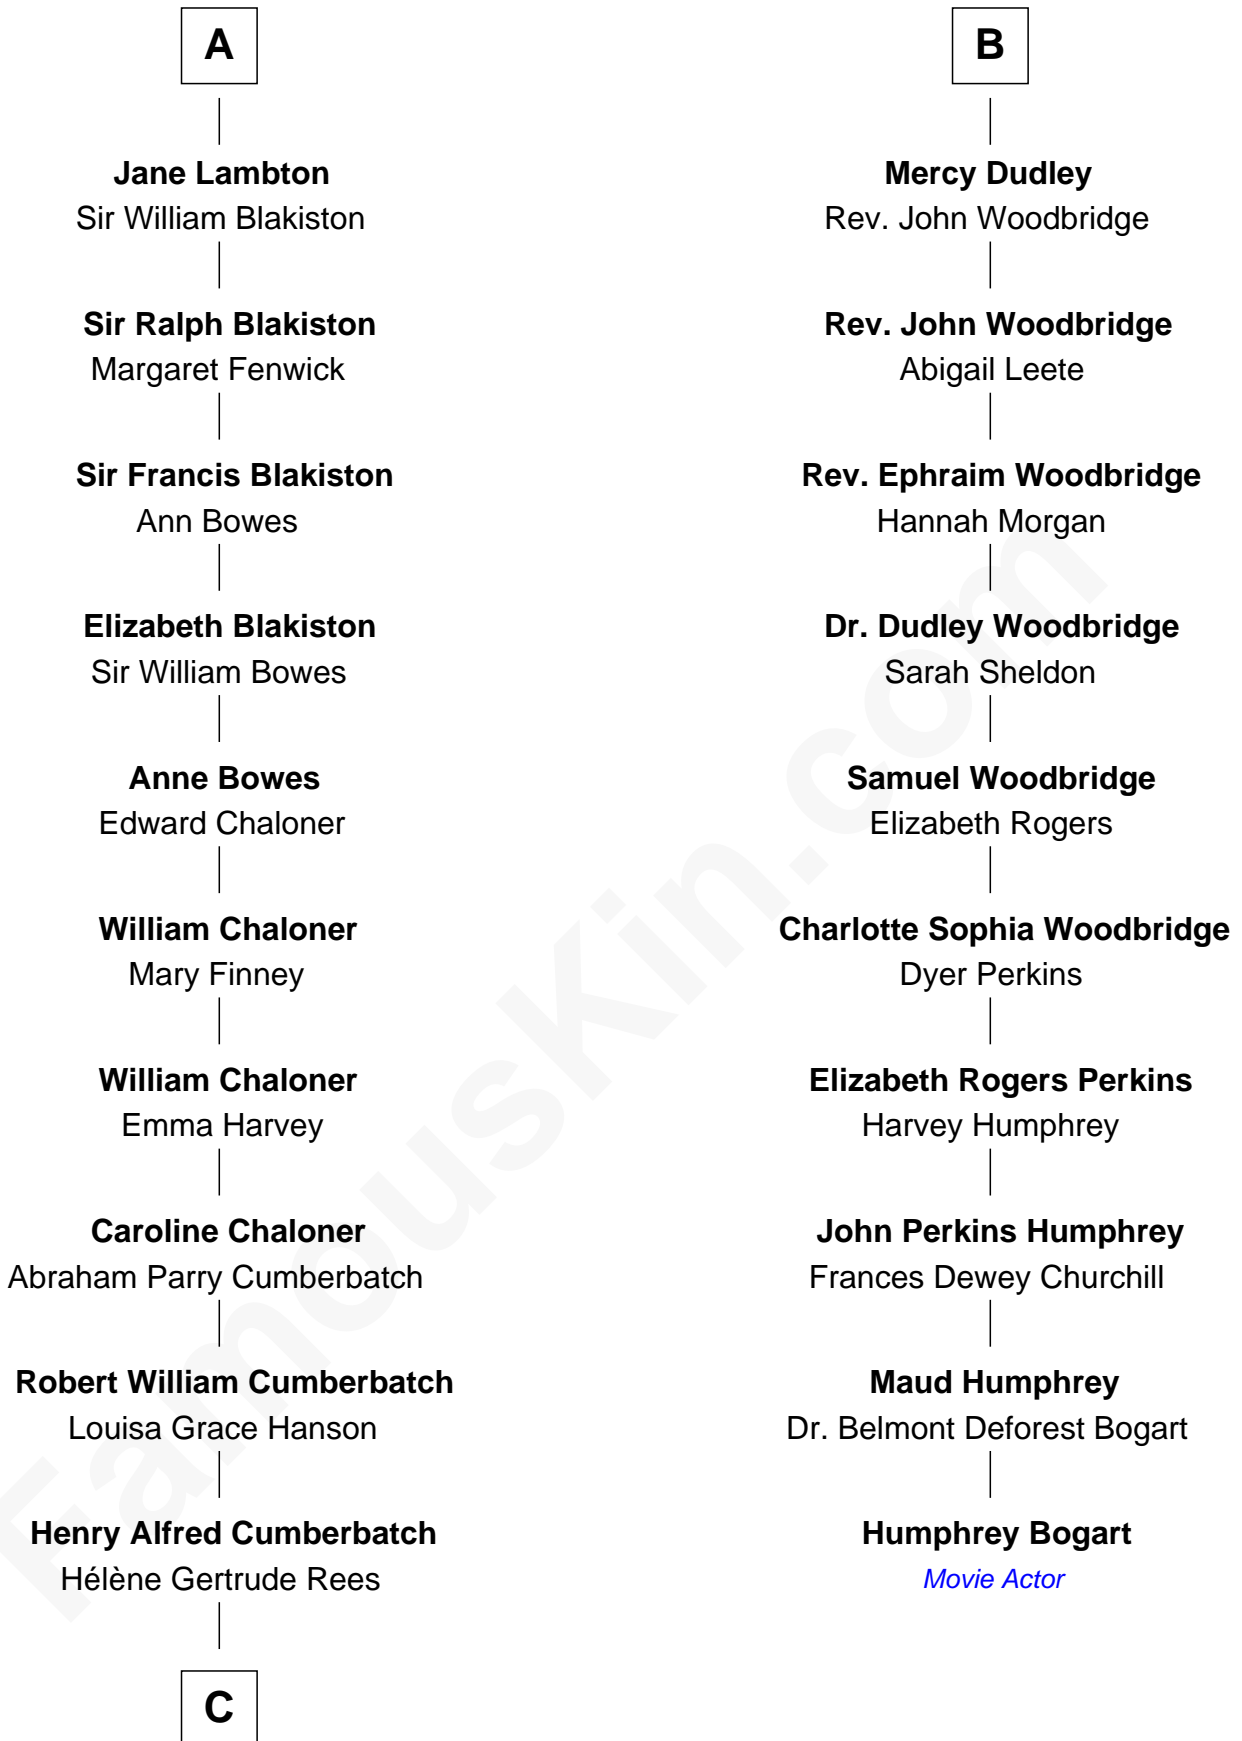 A
Jane Lambton
Sir William Blakiston
Sir Ralph Blakiston
Margaret Fenwick
Sir Francis Blakiston
Ann Bowes
Elizabeth Blakiston
Sir William Bowes
Anne Bowes
Edward Chaloner
William Chaloner
Mary Finney
William Chaloner
Emma Harvey
Caroline Chaloner
Abraham Parry Cumberbatch
Robert William Cumberbatch
Louisa Grace Hanson
Henry Alfred Cumberbatch
Hélène Gertrude Rees
C
B
Mercy Dudley
Rev. John Woodbridge
Rev. John Woodbridge
Abigail Leete
Rev. Ephraim Woodbridge
Hannah Morgan
Dr. Dudley Woodbridge
Sarah Sheldon
Samuel Woodbridge
Elizabeth Rogers
Charlotte Sophia Woodbridge
Dyer Perkins
Elizabeth Rogers Perkins
Harvey Humphrey
John Perkins Humphrey
Frances Dewey Churchill
Maud Humphrey
Dr. Belmont Deforest Bogart
Humphrey Bogart
Movie Actor
FamousKin.com